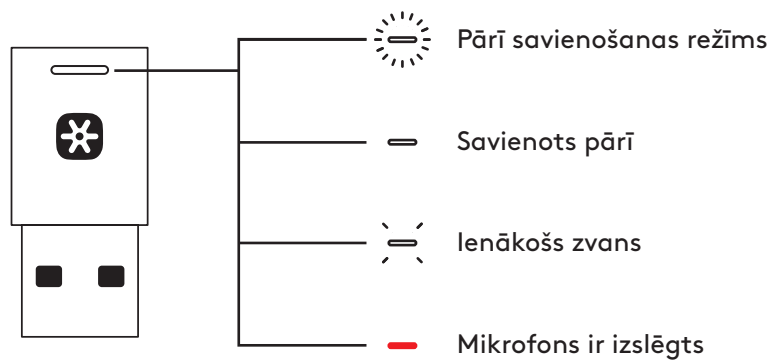 Pārī savienošanas režīms
Savienots pārī
Ienākošs zvans
Mikrofons ir izslēgts